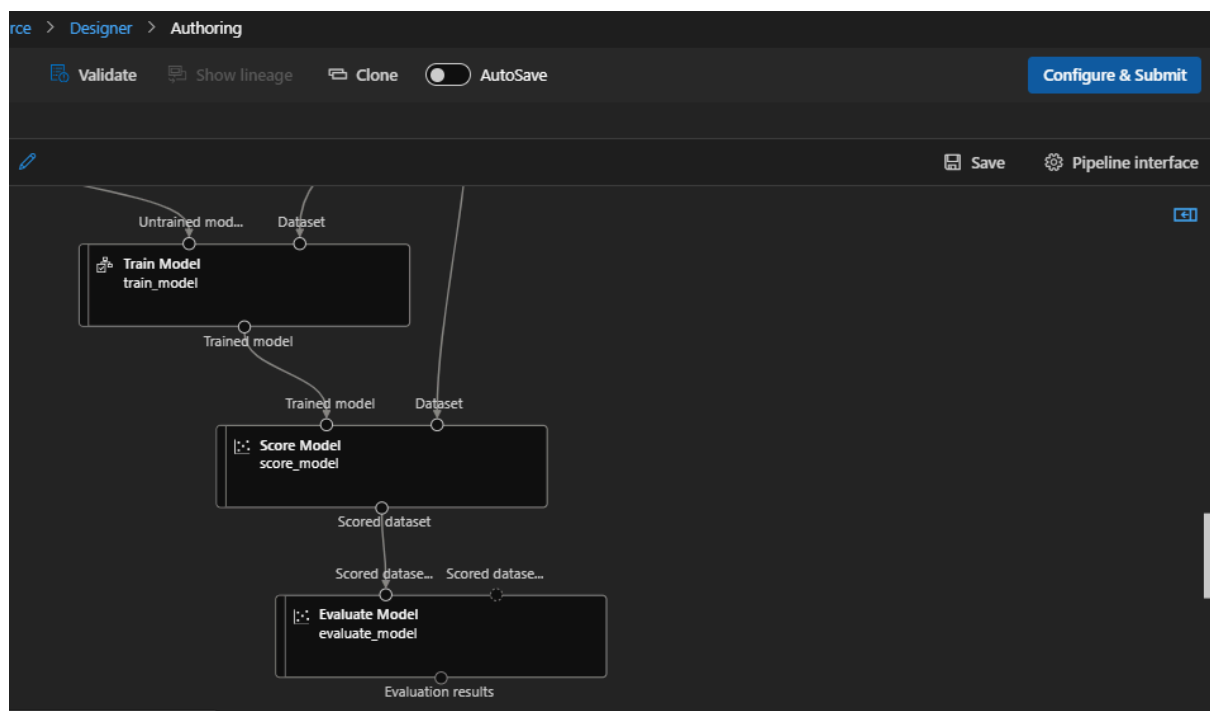 rce > Designer > Authoring
Validate Show lineage Clone AutoSave Configure & Submit
Save Pipeline interface
Untrained mod... Dataset
Train Model
train_model
Trained model
Trained model Dataset
Score Model
score_model
Scored dataset
Scored datase... Scored datase...
Evaluate Model
evaluate_model
Evaluation results